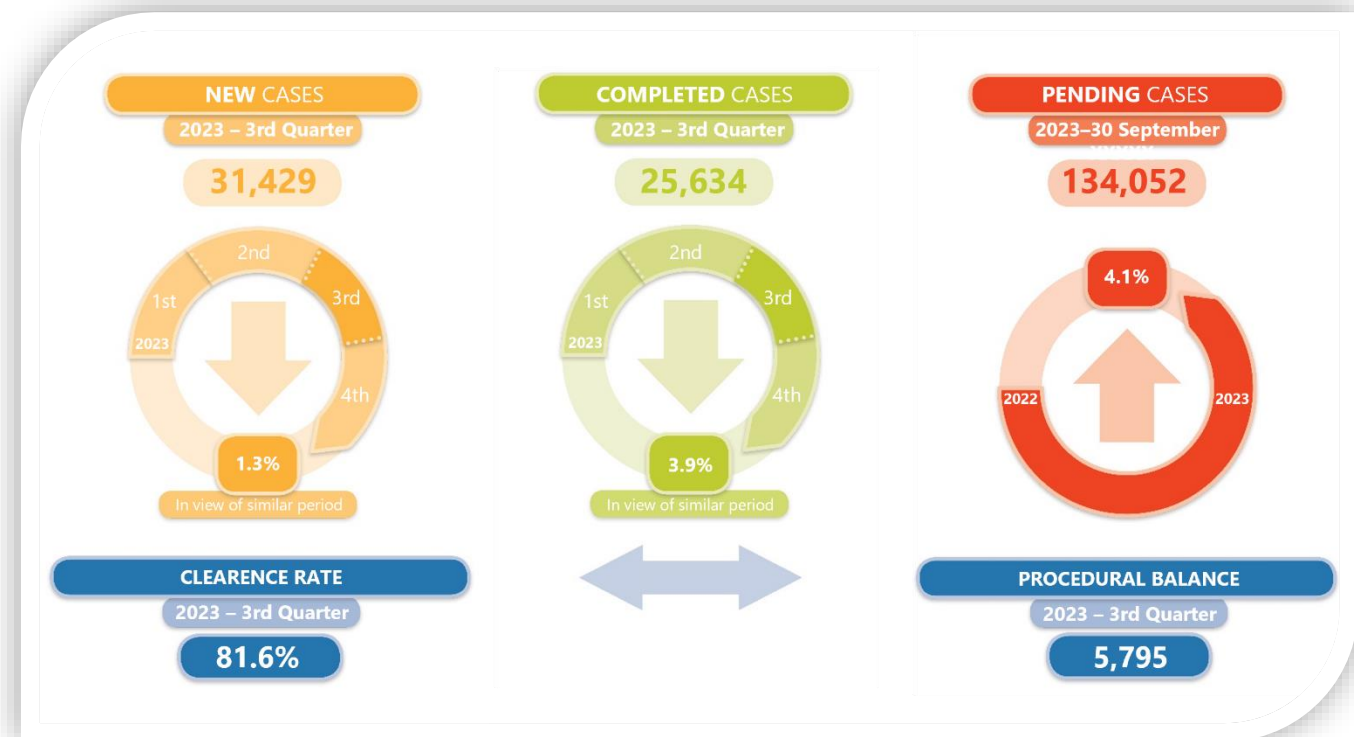 NEW CASES
2023 – 3rd Quarter
31,429
1st
2nd
3rd
4th
2023
1.3%
In view of similar period
CLEARENCE RATE
2023 – 3rd Quarter
81.6%
COMPLETED CASES
2023 – 3rd Quarter
25,634
1st
2nd
3rd
4th
2023
3.9%
In view of similar period
PENDING CASES
2023–30 September
134,052
4.1%
2022
2023
PROCEDURAL BALANCE
2023 – 3rd Quarter
5,795